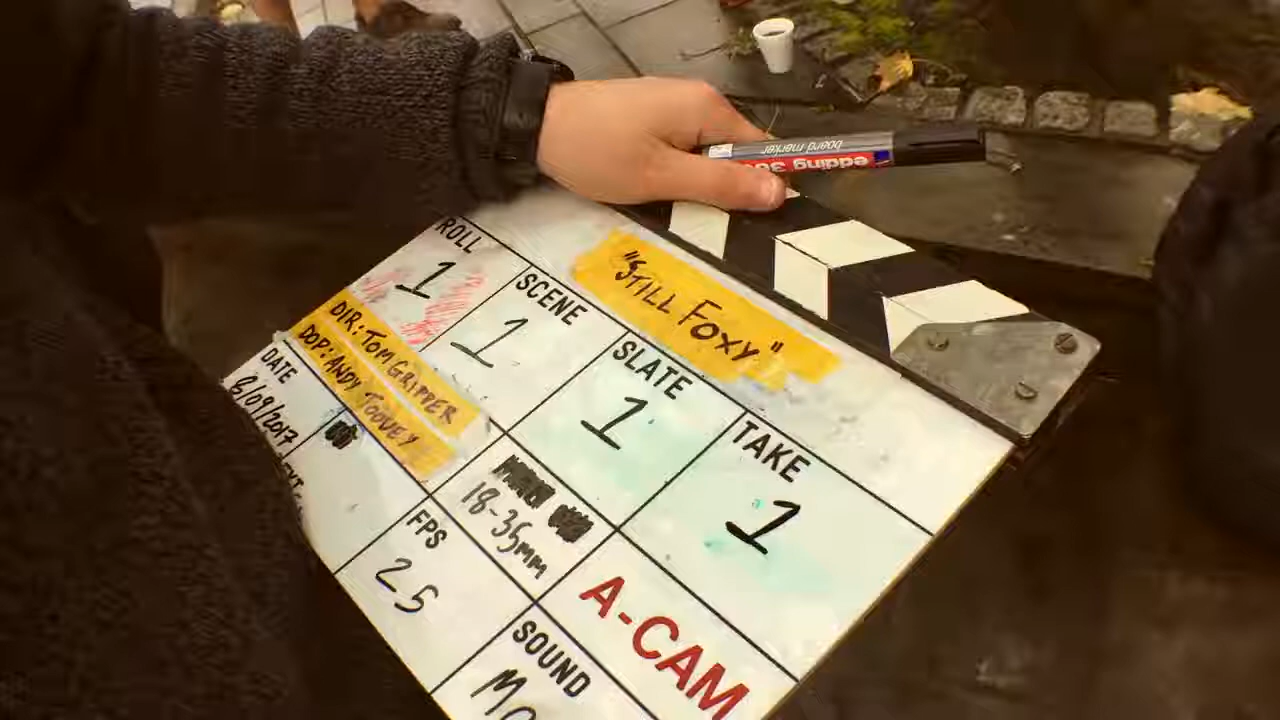 "STILL FOXY"
ROLL
1
SCENE
1
SLATE
1
TAKE
1
DIR: TOM GRIPPER
DOP: ANDY TOOVEY
DATE
8/09/2017
18-35mm
A-CAM
FPS
25
SOUND
edding
board marker